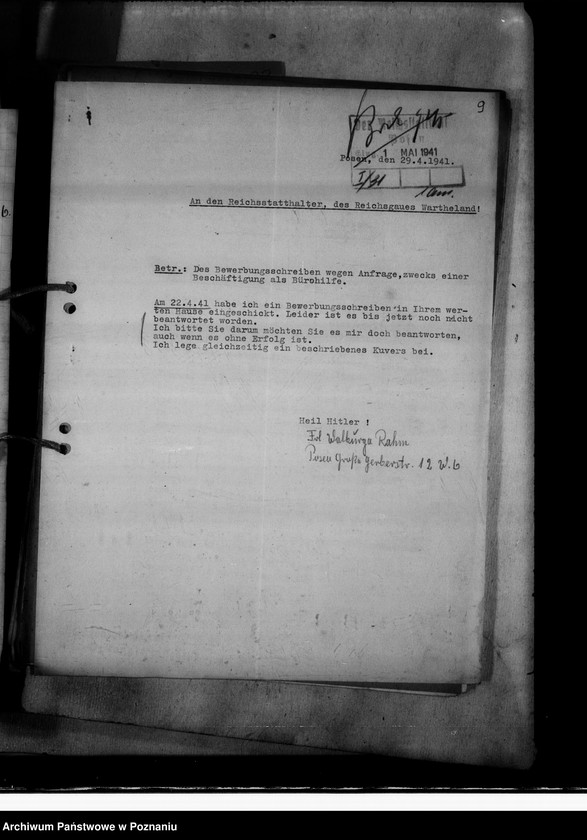 9
1 MAI 1941
Posen, den 29.4.1941.
I/31
An den Reichsstatthalter, des Reichsgaues Wartheland!
Betr.: Des Bewerbungsschreiben wegen Anfrage,zwecks einer
Beschäftigung als Bürohilfe.
Am 22.4.41 habe ich ein Bewerbungsschreiben in Ihrem wer-
ten Hause eingeschickt. Leider ist es bis jetzt noch nicht
beantwortet worden.
Ich bitte Sie darum möchten Sie es mir doch beantworten,
auch wenn es ohne Erfolg ist.
Ich lege gleichzeitig ein beschriebenes Kuvers bei.
Heil Hitler !
Frl Walburga Rahm
Posen Große Gerberstr. 12 W.6
6.
Archiwum Państwowe w Poznaniu